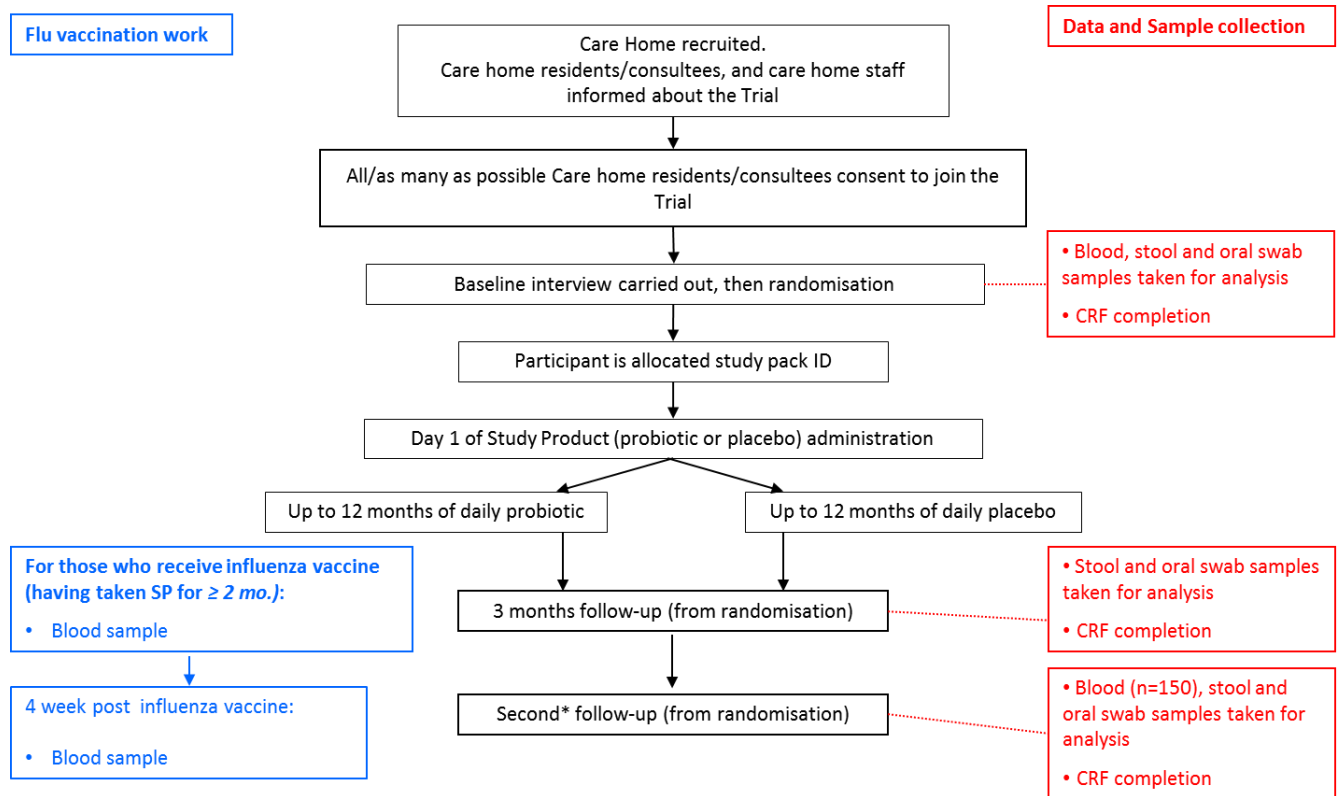 Flu vaccination work
Data and Sample collection
Care Home recruited.
Care home residents/consultees, and care home staff
informed about the Trial
All/as many as possible Care home residents/consultees consent to join the
Trial
Baseline interview carried out, then randomisation
• Blood, stool and oral swab
samples taken for analysis
• CRF completion
Participant is allocated study pack ID
Day 1 of Study Product (probiotic or placebo) administration
Up to 12 months of daily probiotic
Up to 12 months of daily placebo
For those who receive influenza vaccine
(having taken SP for ≥ 2 mo.):
• Blood sample
3 months follow-up (from randomisation)
• Stool and oral swab samples
taken for analysis
• CRF completion
4 week post influenza vaccine:
• Blood sample
Second* follow-up (from randomisation)
• Blood (n=150), stool and
oral swab samples taken for
analysis
• CRF completion